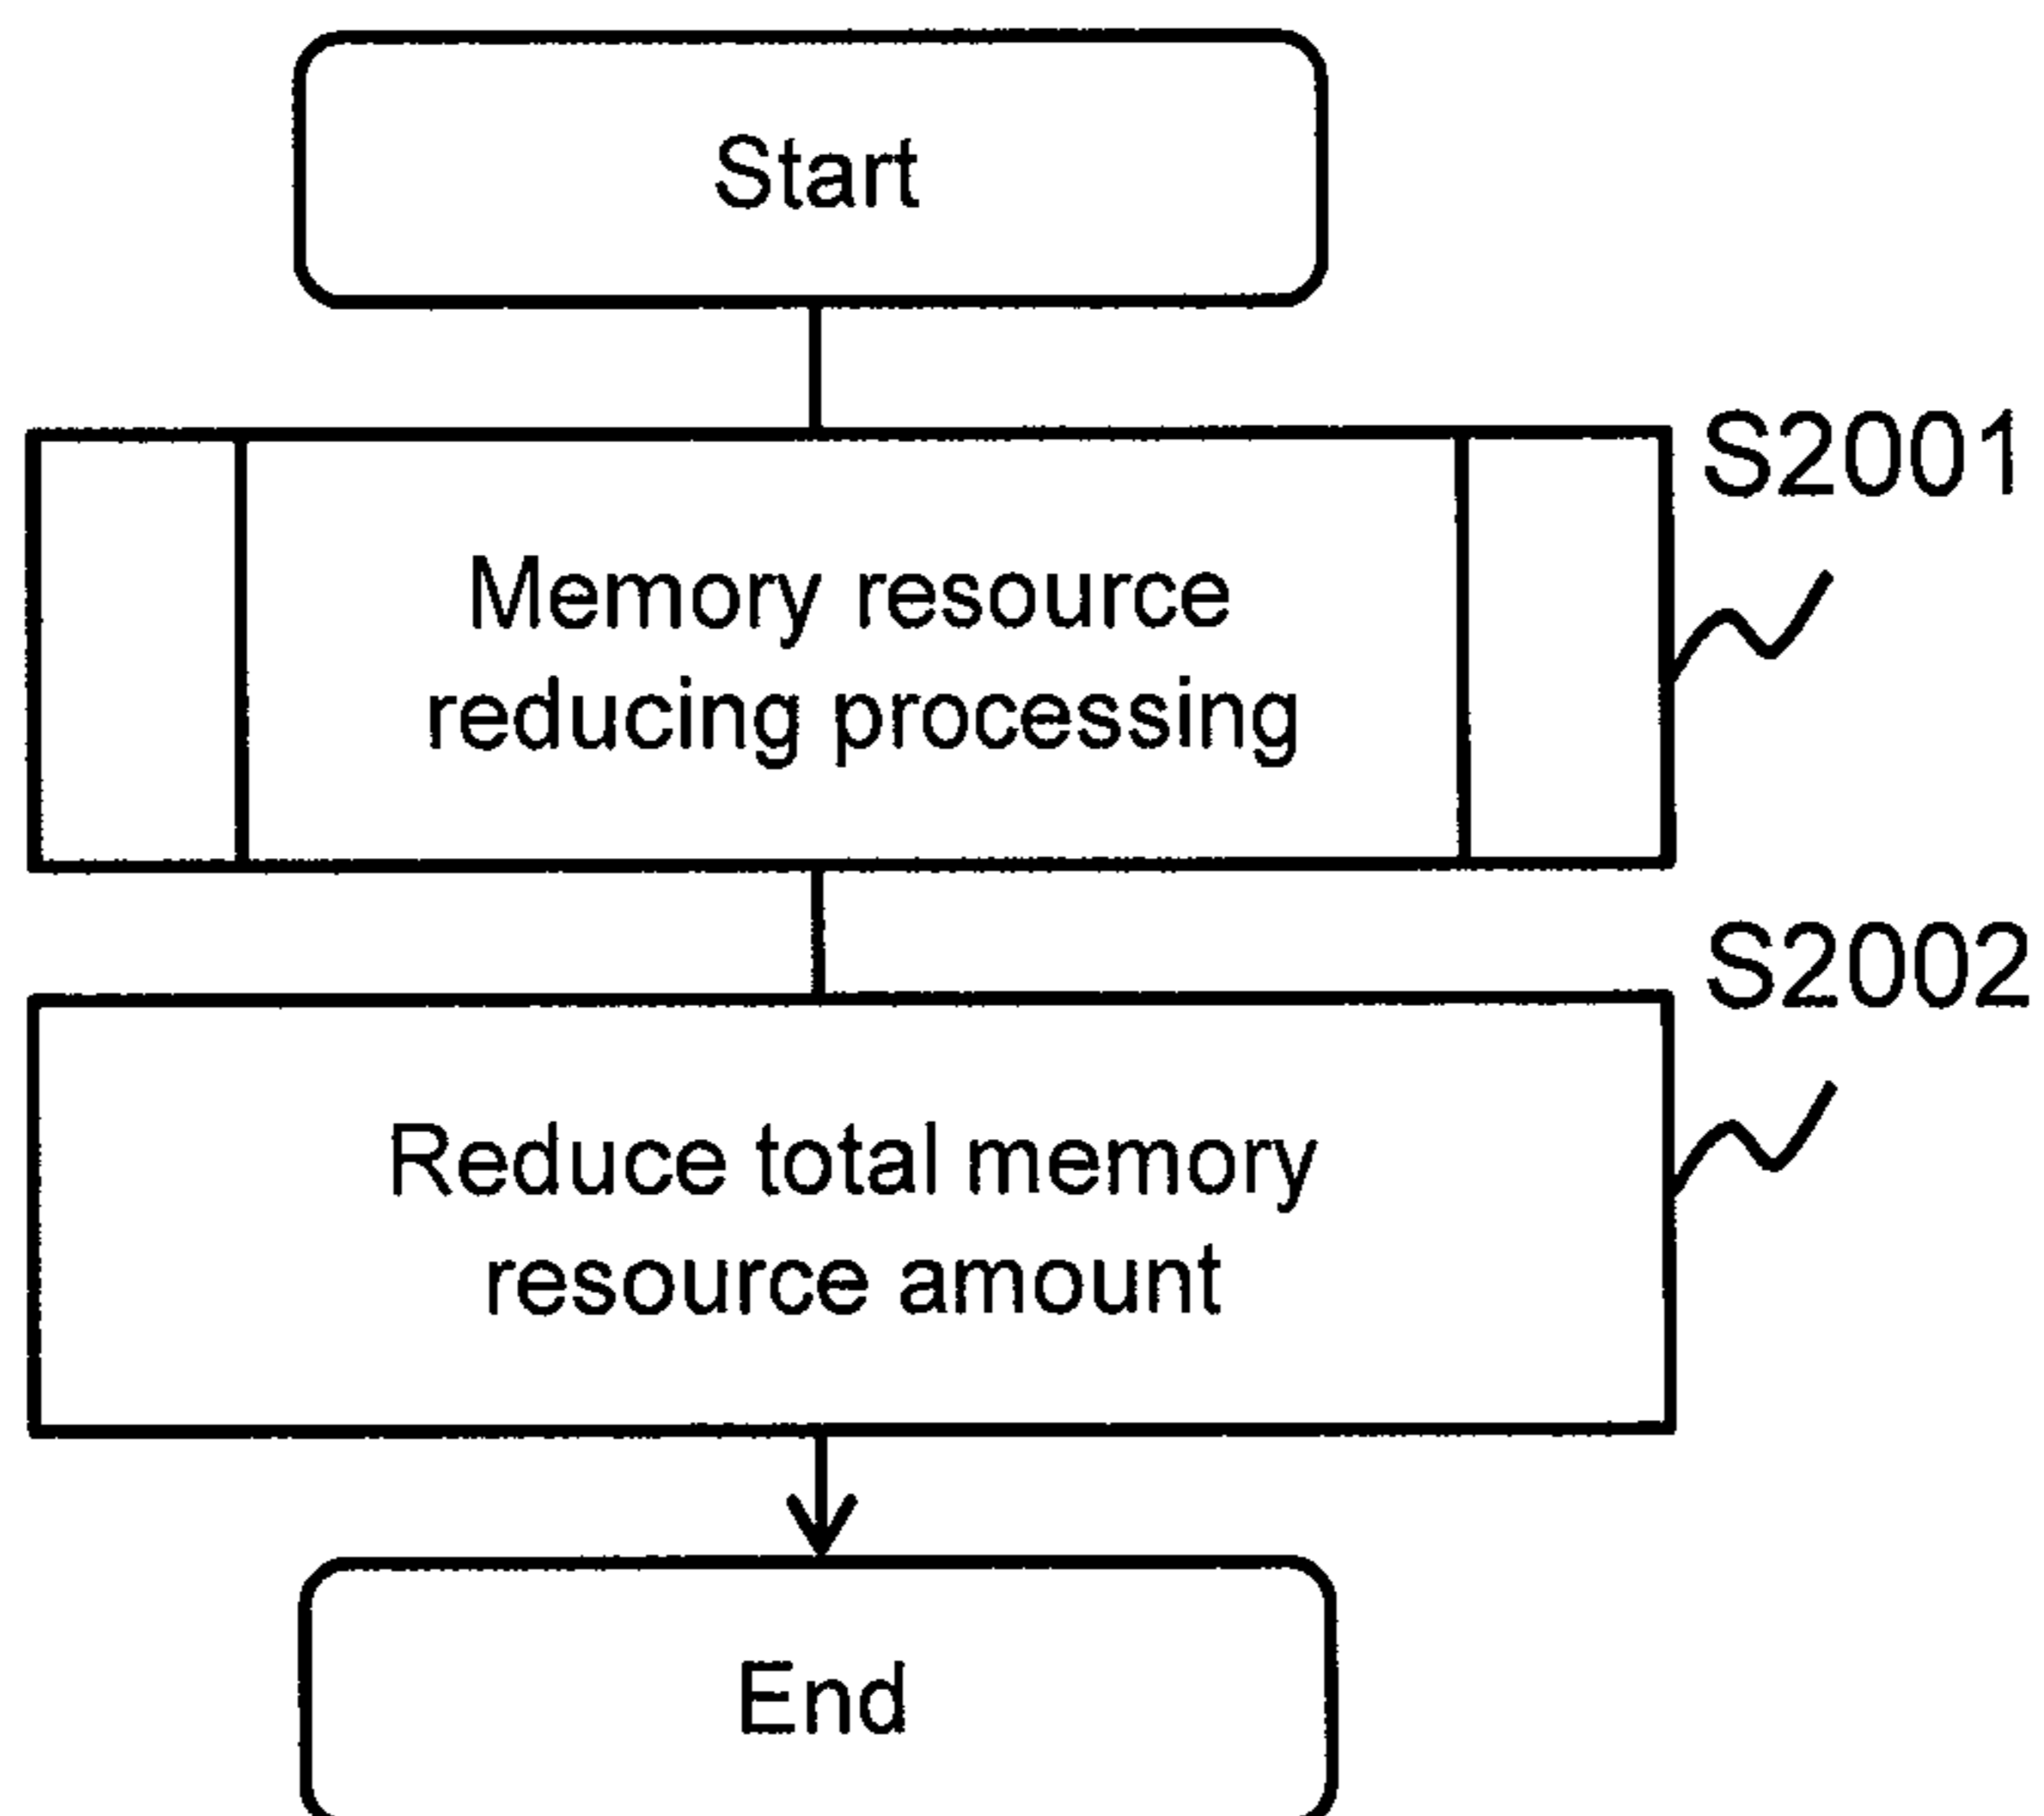 Start
S2001
Memory resource
reducing processing
S2002
Reduce total memory
resource amount
End